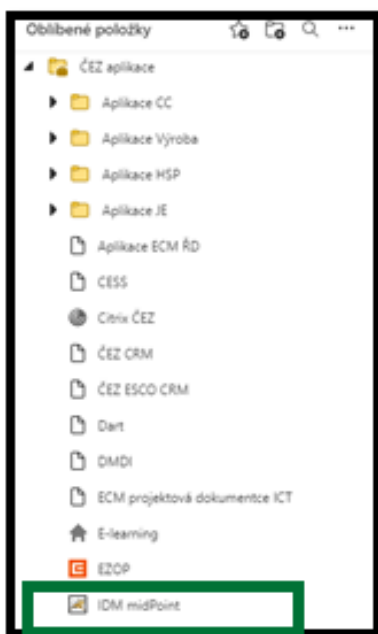 Oblíbené položky
ČEZ aplikace
Aplikace CC
Aplikace Výroba
Aplikace HSP
Aplikace JE
Aplikace ECM ŘD
CESS
Citrix ČEZ
ČEZ CRM
ČEZ ESCO CRM
Dart
DMDI
ECM projektová dokumentce ICT
E-learning
EZOP
IDM midPoint